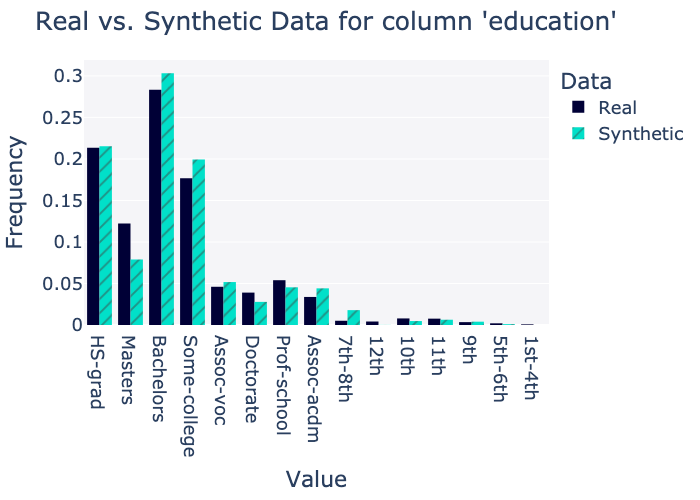 Real vs. Synthetic Data for column 'education'
Data
Real
Synthetic
Frequency
0.3
0.25
0.2
0.15
0.1
0.05
0
HS-grad
Masters
Bachelors
Some-college
Assoc-voc
Doctorate
Prof-school
Assoc-acdm
7th-8th
12th
10th
11th
9th
5th-6th
1st-4th
Value